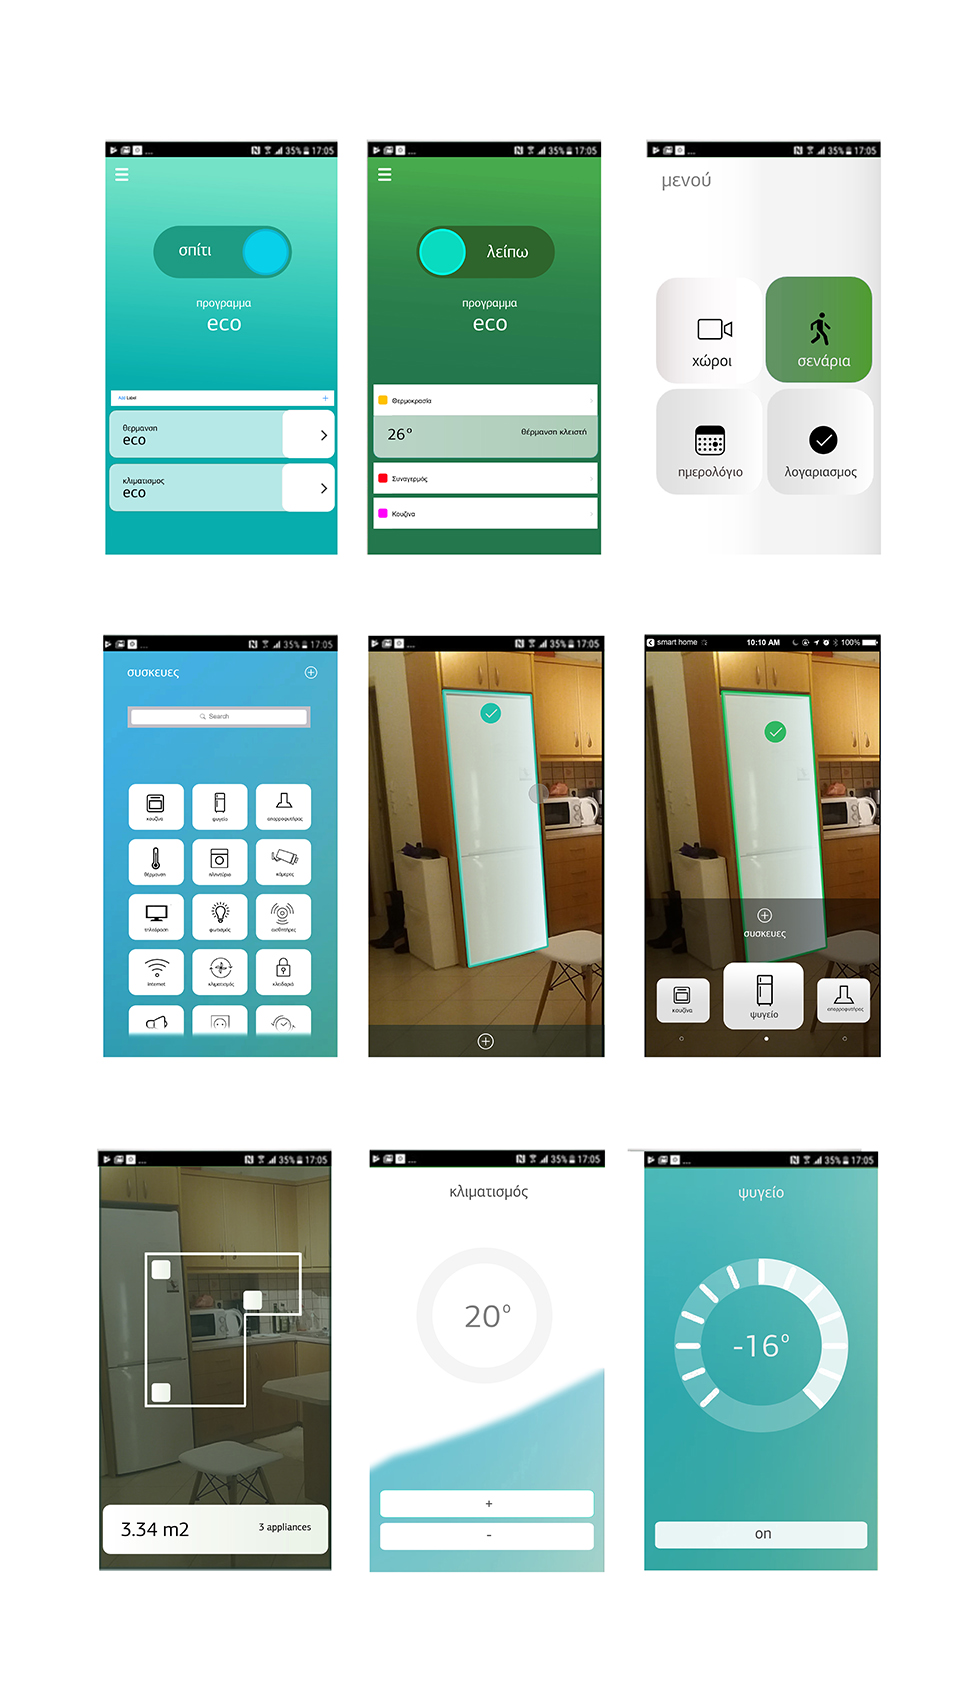 35% 17:05
σπίτι
προγραμμα
eco
Add Label
θερμανση
eco
κλιματισμος
eco
35% 17:05
λείπω
προγραμμα
eco
Θερμοκρασία
26° θέρμανση κλειστή
Συναγερμός
Κουζινα
35% 17:05
μενού
χώροι σενάρια
ημερολόγιο λογαριασμος
35% 17:05
συσκευες
Search
κουζίνα ψυγείο απορροφητήρας
θέρμανση πλυντύριο κάμερες
τηλεόραση φωτισμός αισθητήρες
internet κλιματισμός κλειδαριά
35% 17:05
smart home 10:10 AM 100%
συσκευες
κουζίνα ψυγείο απορροφητήρας
35% 17:05
3.34 m2 3 appliances
35% 17:05
κλιματισμός
20°
+
-
35% 17:05
ψυγείο
-16°
on